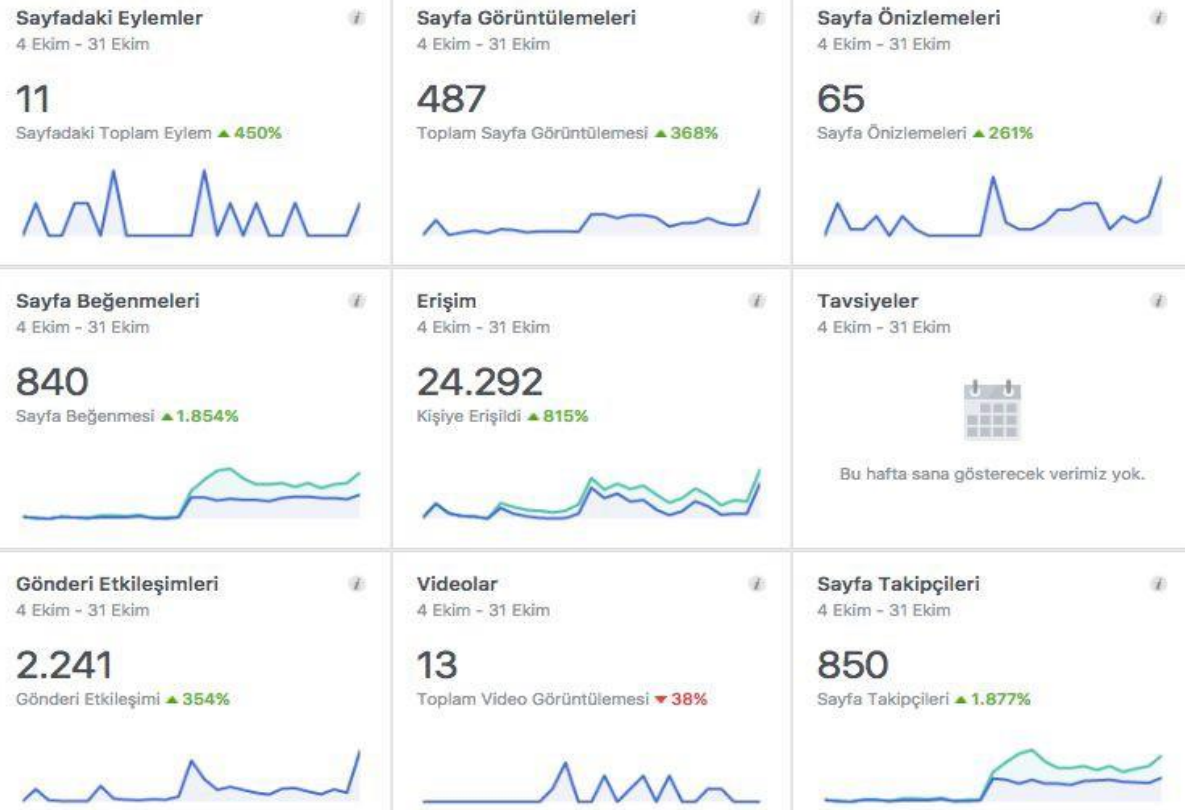 Sayfadaki Eylemler
4 Ekim - 31 Ekim
11
Sayfadaki Toplam Eylem ▲ 450%
Sayfa Görüntülemeleri
4 Ekim - 31 Ekim
487
Toplam Sayfa Görüntülemesi ▲ 368%
Sayfa Önizlemeleri
4 Ekim - 31 Ekim
65
Sayfa Önizlemeleri ▲ 261%
Sayfa Beğenmeleri
4 Ekim - 31 Ekim
840
Sayfa Beğenmesi ▲ 1.854%
Erişim
4 Ekim - 31 Ekim
24.292
Kişiye Erişildi ▲ 815%
Tavsiyeler
4 Ekim - 31 Ekim
Bu hafta sana gösterecek verimiz yok.
Gönderi Etkileşimleri
4 Ekim - 31 Ekim
2.241
Gönderi Etkileşimi ▲ 354%
Videolar
4 Ekim - 31 Ekim
13
Toplam Video Görüntülemesi ▼ 38%
Sayfa Takipçileri
4 Ekim - 31 Ekim
850
Sayfa Takipçileri ▲ 1.877%